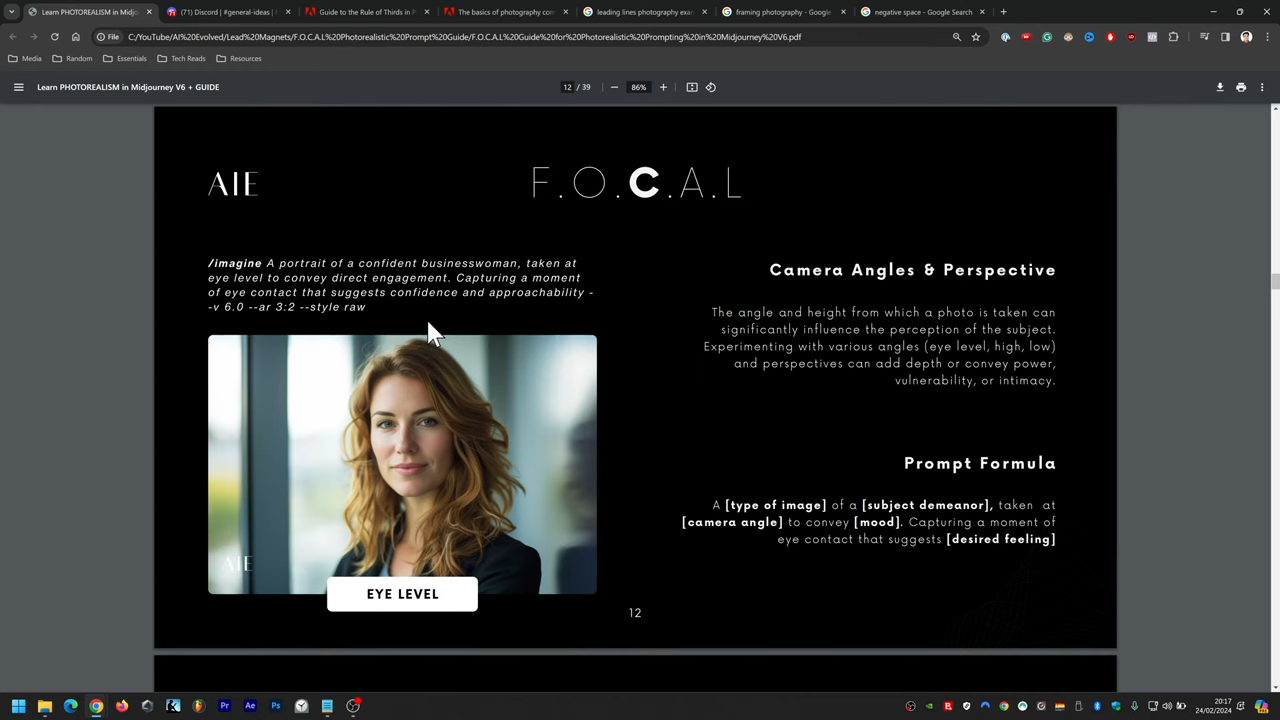 Learn PHOTOREALISM in Midjo
(71) Discord | #general-ideas |
Guide to the Rule of Thirds in P
The basics of photography com
leading lines photography exam
framing photography - Google
negative space - Google Search
File
C:/YouTube/AI%20Evolved/Lead%20Magnets/F.O.C.A.L%20Photorealistic%20Prompt%20Guide/F.O.C.A.L%20Guide%20for%20Photorealistic%20Prompting%20in%20Midjourney%20V6.pdf
Media
Random
Essentials
Tech Reads
Resources
Learn PHOTOREALISM in Midjourney V6 + GUIDE
12 / 39
86%
AIE
F.O.C.A.L
/imagine A portrait of a confident businesswoman, taken at
eye level to convey direct engagement. Capturing a moment
of eye contact that suggests confidence and approachability -
-v 6.0 --ar 3:2 --style raw
AIE
EYE LEVEL
Camera Angles & Perspective
The angle and height from which a photo is taken can
significantly influence the perception of the subject.
Experimenting with various angles (eye level, high, low)
and perspectives can add depth or convey power,
vulnerability, or intimacy.
Prompt Formula
A [type of image] of a [subject demeanor], taken at
[camera angle] to convey [mood]. Capturing a moment of
eye contact that suggests [desired feeling]
12
Pr
Ae
Ps
20:17
24/02/2024